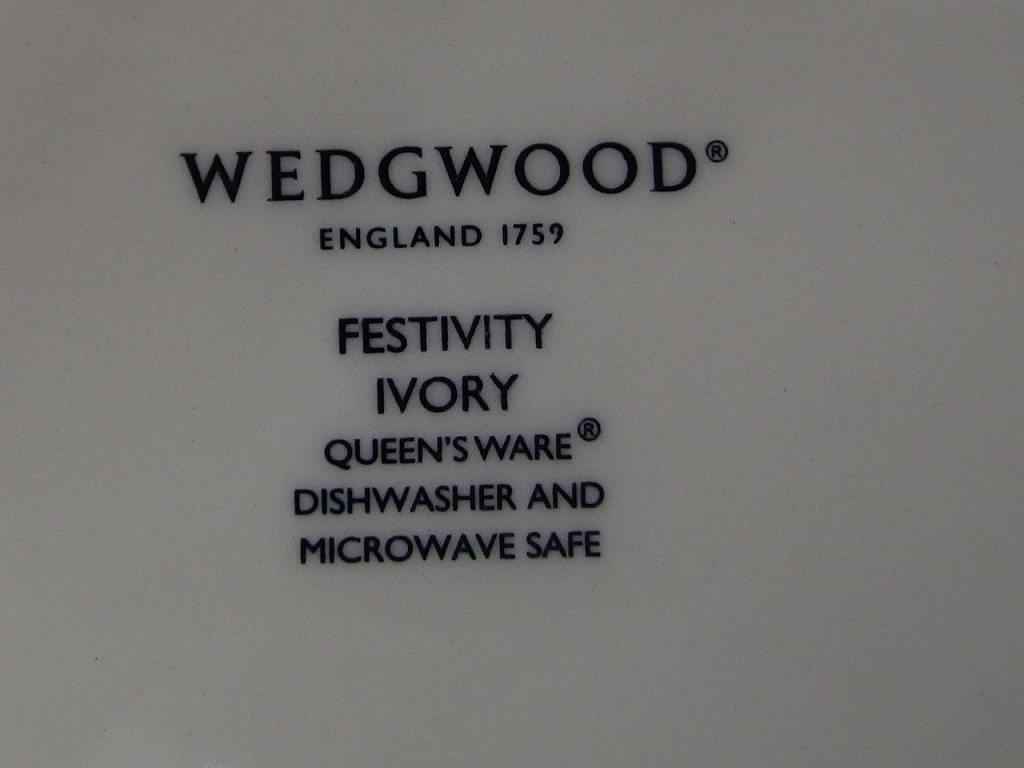 WEDGWOOD®
ENGLAND 1759
FESTIVITY
IVORY
QUEEN'S WARE®
DISHWASHER AND
MICROWAVE SAFE